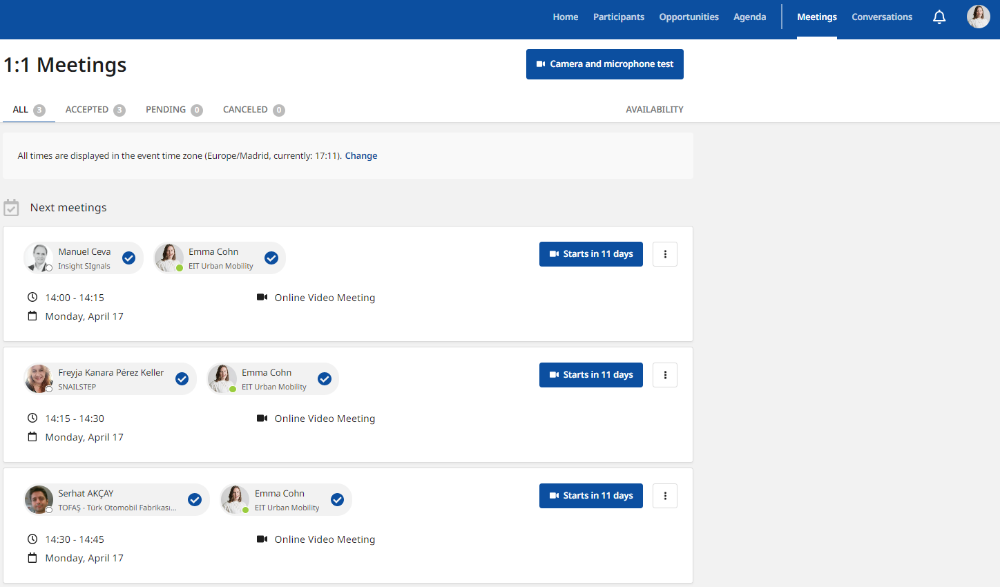 Home Participants Opportunities Agenda Meetings Conversations
1:1 Meetings
Camera and microphone test
ALL 3 ACCEPTED 3 PENDING 0 CANCELED 0 AVAILABILITY
All times are displayed in the event time zone (Europe/Madrid, currently: 17:11). Change
Next meetings
Manuel Ceva
Insight SIgnals
Emma Cohn
EIT Urban Mobility
Starts in 11 days
14:00 - 14:15
Online Video Meeting
Monday, April 17
Freyja Kanara Pérez Keller
SNAILSTEP
Emma Cohn
EIT Urban Mobility
Starts in 11 days
14:15 - 14:30
Online Video Meeting
Monday, April 17
Serhat AKÇAY
TOFAŞ - Türk Otomobil Fabrikası...
Emma Cohn
EIT Urban Mobility
Starts in 11 days
14:30 - 14:45
Online Video Meeting
Monday, April 17